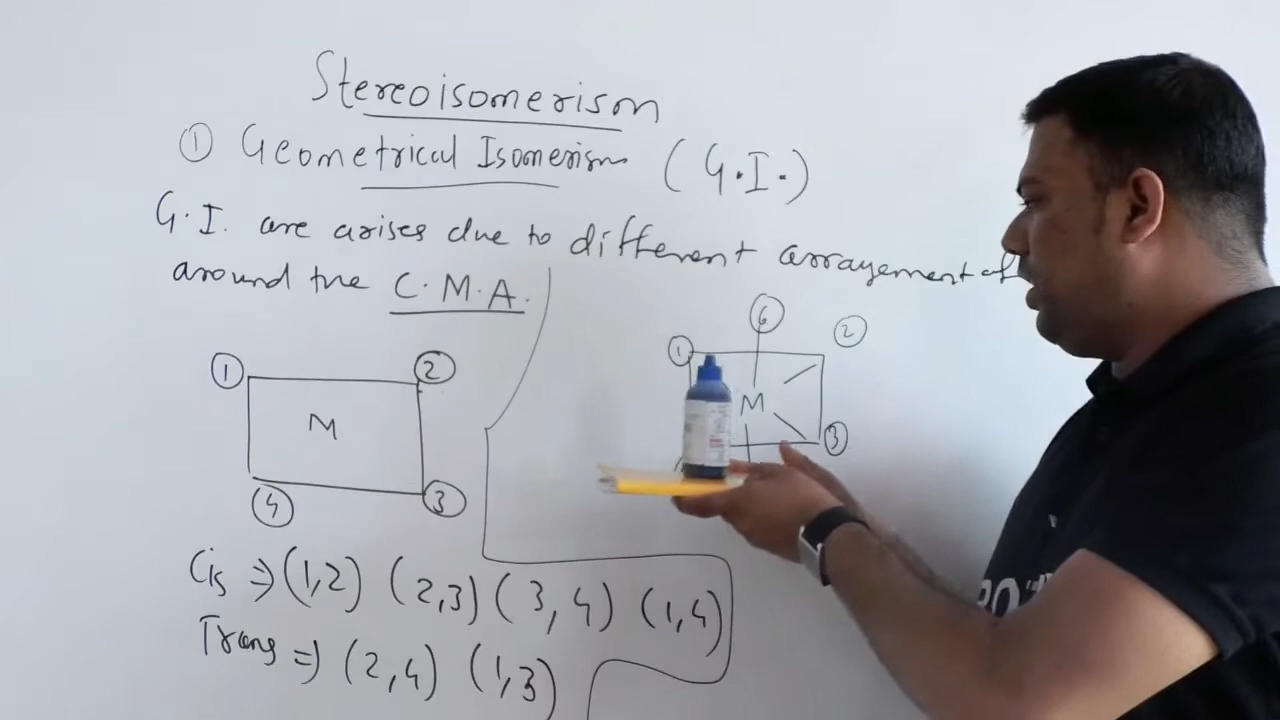 Stereoisomerism
① Geometrical Isomerism (G.I.)
G.I. are arises due to different arrayement of
around the C.M.A.
① ②
M
④ ③
⑥
① ②
M
③
Cis ⇒ (1,2) (2,3) (3,4) (1,4)
Trans ⇒ (2,4) (1,3)